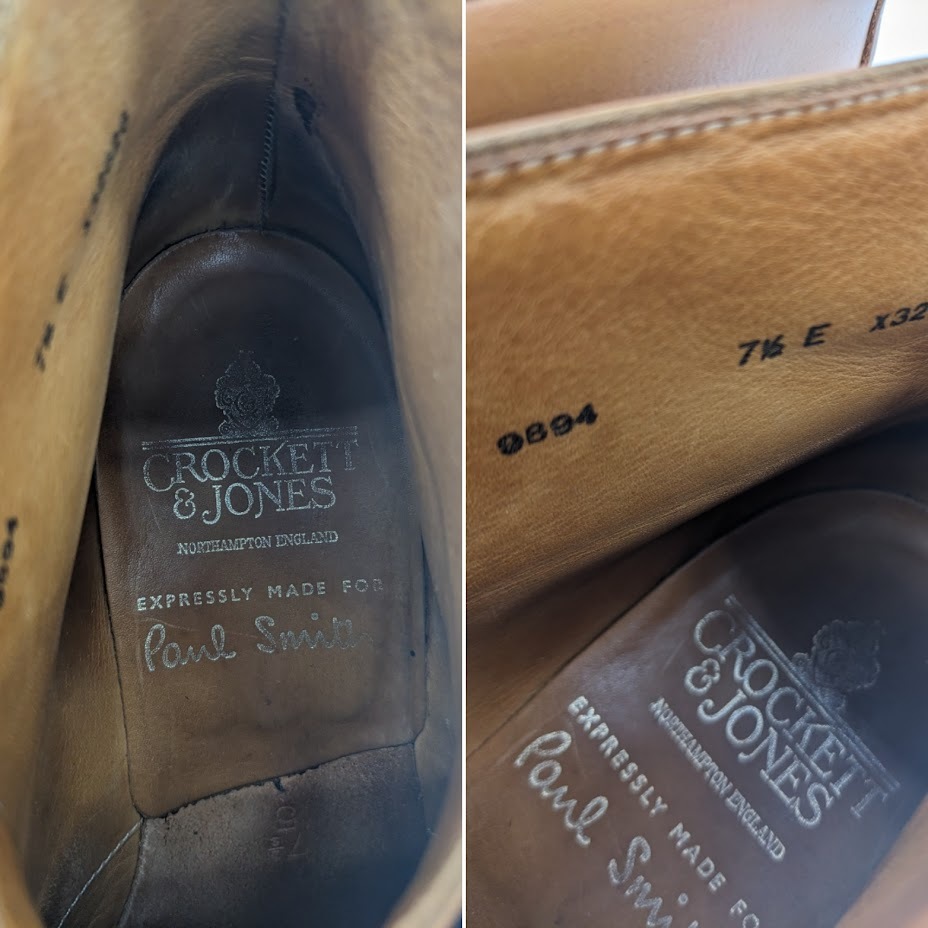 CROCKETT
& JONES
NORTHAMPTON ENGLAND
EXPRESSLY MADE FOR
Paul Smith
7½ E x32
9894
CROCKETT
& JONES
NORTHAMPTON ENGLAND
EXPRESSLY MADE FO
Paul Smi